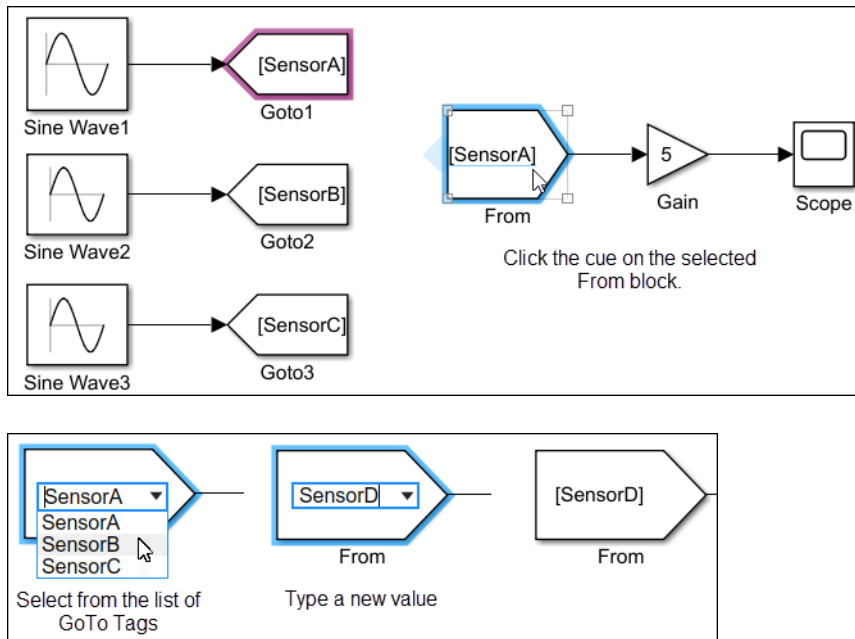 [SensorA]
Goto1
Sine Wave1
[SensorA]
From
5
Gain
Scope
[SensorB]
Goto2
Sine Wave2
Click the cue on the selected
From block.
[SensorC]
Goto3
Sine Wave3
SensorA
SensorA
SensorB
SensorC
Select from the list of
GoTo Tags
SensorD
From
Type a new value
[SensorD]
From